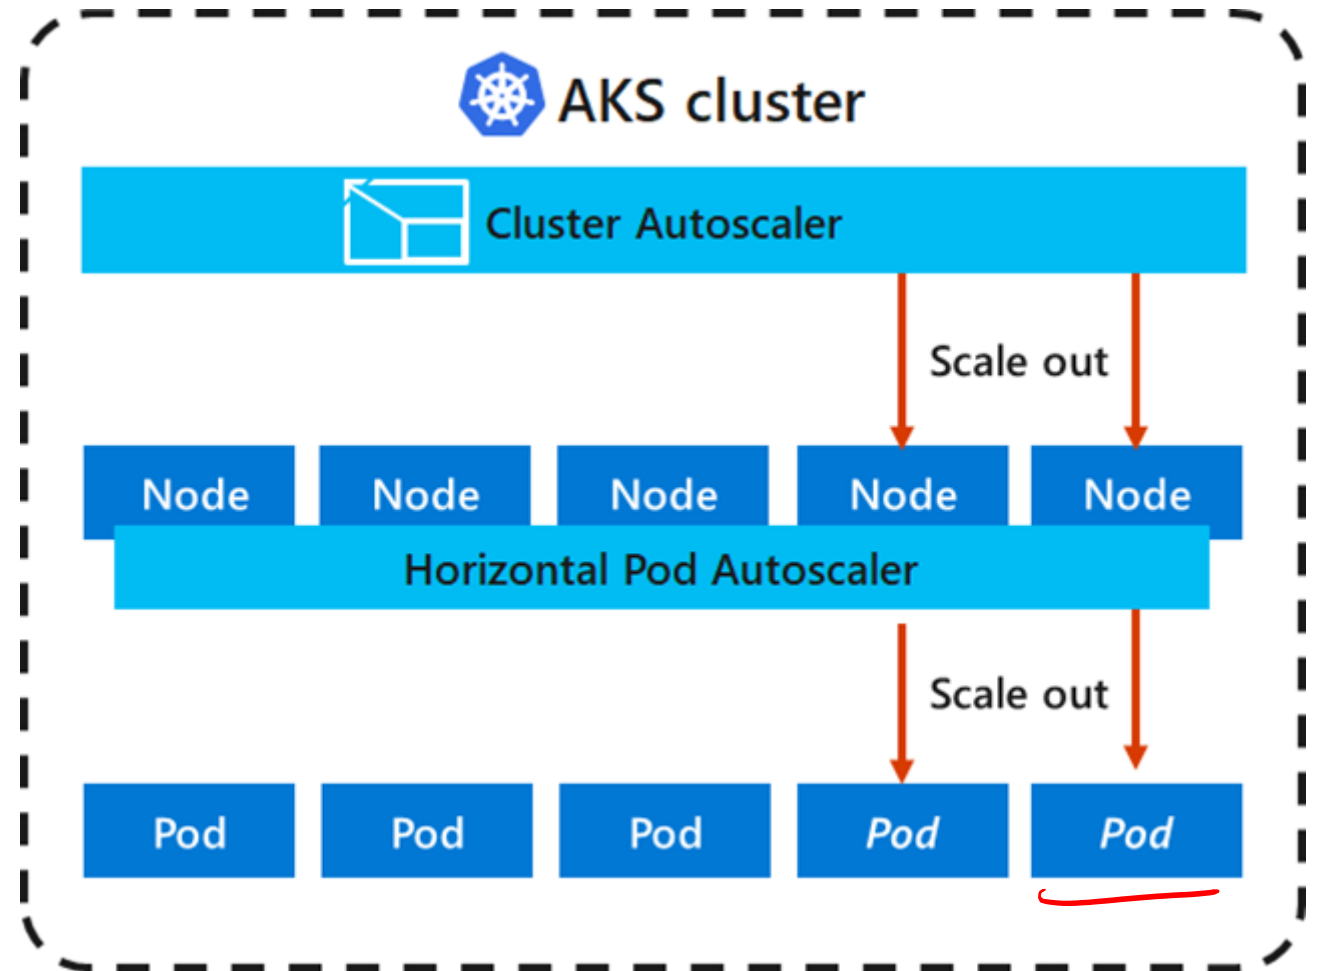 AKS cluster
Cluster Autoscaler
Scale out
Node Node Node Node Node
Horizontal Pod Autoscaler
Scale out
Pod Pod Pod Pod Pod